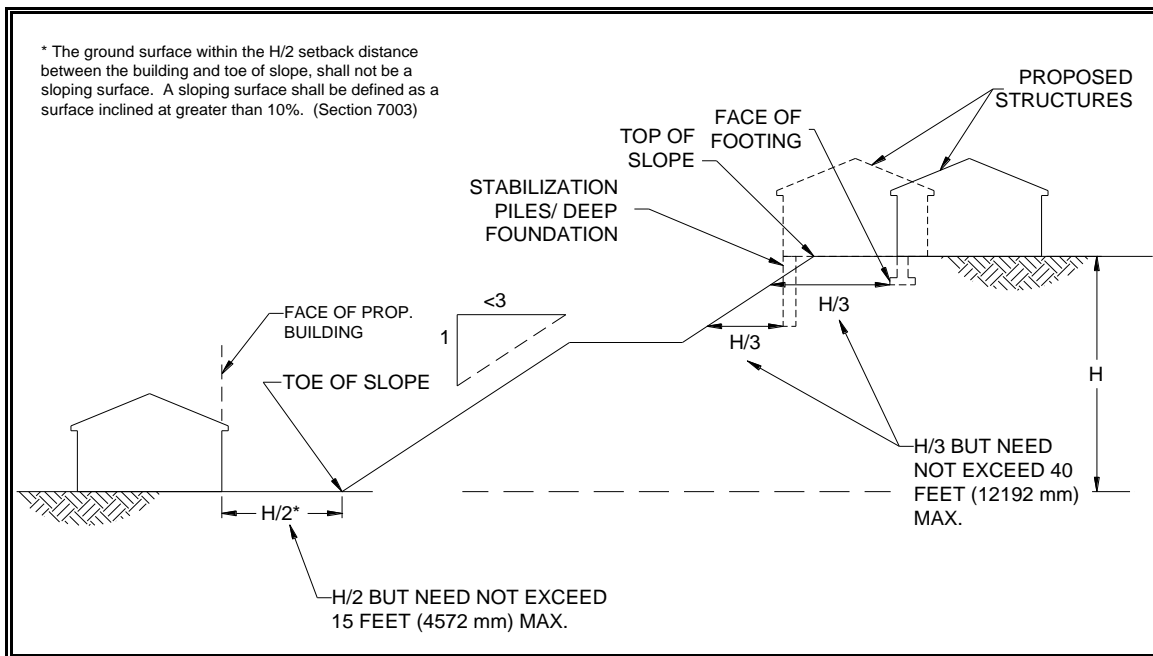 * The ground surface within the H/2 setback distance
between the building and toe of slope, shall not be a
sloping surface. A sloping surface shall be defined as a
surface inclined at greater than 10%. (Section 7003)
PROPOSED
STRUCTURES
FACE OF
FOOTING
TOP OF
SLOPE
STABILIZATION
PILES/ DEEP
FOUNDATION
<3
1
FACE OF PROP.
BUILDING
H/3
H/3
TOE OF SLOPE
H
H/3 BUT NEED
NOT EXCEED 40
FEET (12192 mm)
MAX.
H/2*
H/2 BUT NEED NOT EXCEED
15 FEET (4572 mm) MAX.